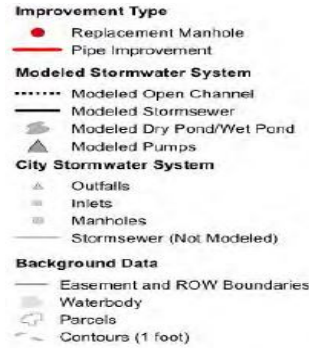 Improvement Type
Replacement Manhole
Pipe Improvement
Modeled Stormwater System
Modeled Open Channel
Modeled Stormsewer
Modeled Dry Pond/Wet Pond
Modeled Pumps
City Stormwater System
Outfalls
Inlets
Manholes
Stormsewer (Not Modeled)
Background Data
Easement and ROW Boundaries
Waterbody
Parcels
Contours (1 foot)